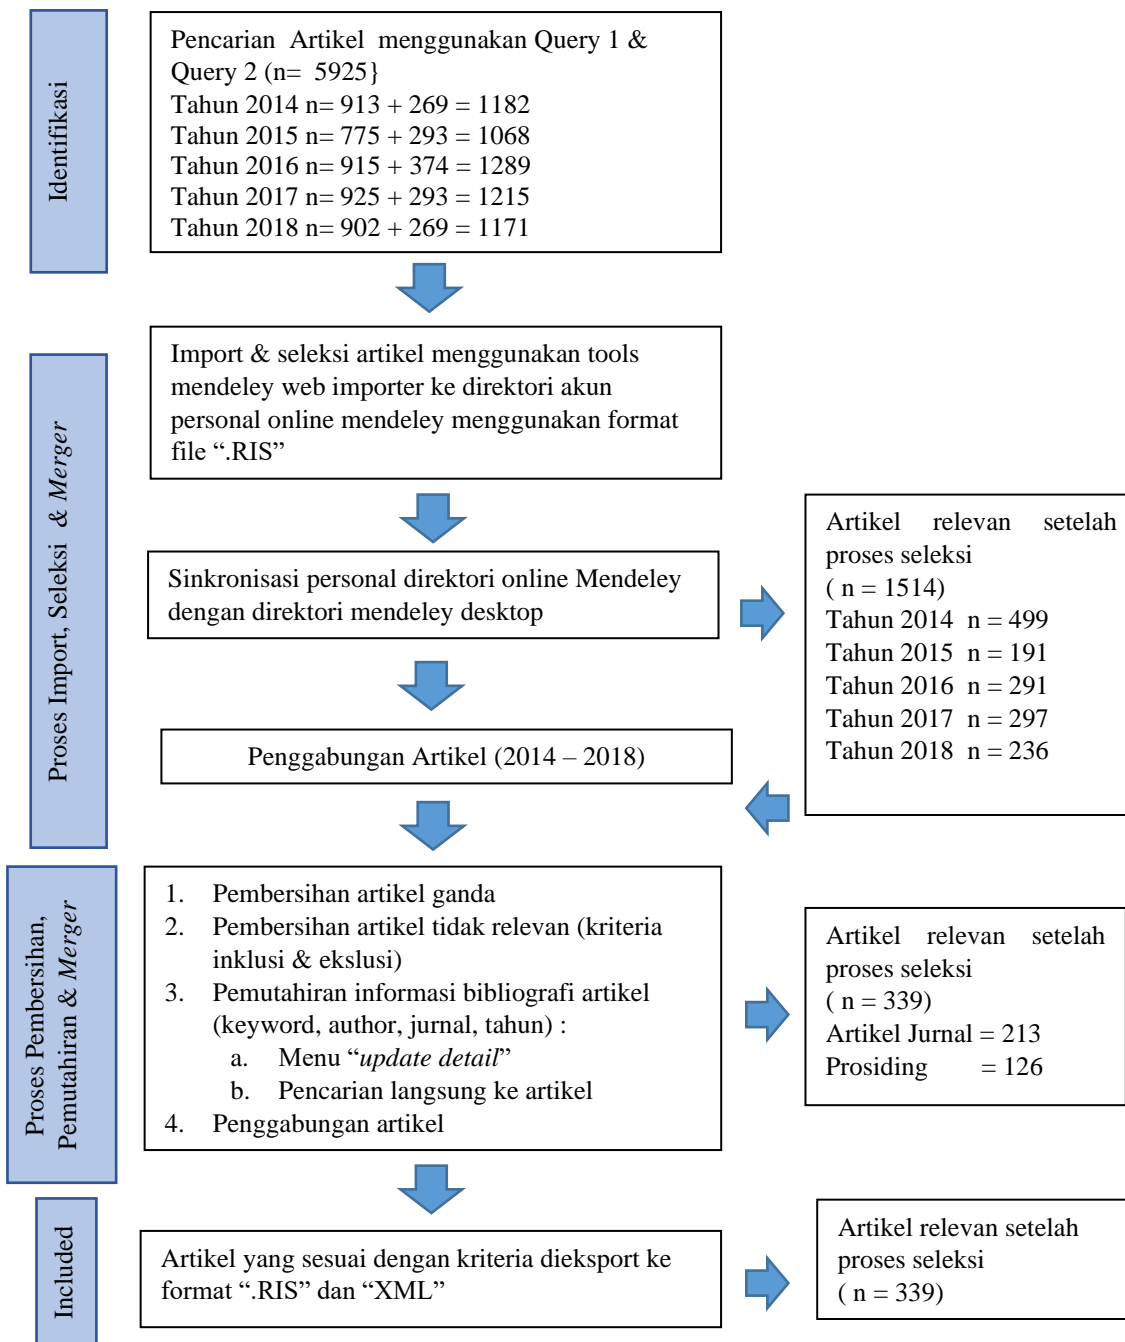 Identifikasi
Pencarian Artikel menggunakan Query 1 &
Query 2 (n= 5925}
Tahun 2014 n= 913 + 269 = 1182
Tahun 2015 n= 775 + 293 = 1068
Tahun 2016 n= 915 + 374 = 1289
Tahun 2017 n= 925 + 293 = 1215
Tahun 2018 n= 902 + 269 = 1171
Proses Import, Seleksi & Merger
Import & seleksi artikel menggunakan tools
mendeley web importer ke direktori akun
personal online mendeley menggunakan format
file “.RIS”
Sinkronisasi personal direktori online Mendeley
dengan direktori mendeley desktop
Artikel relevan setelah
proses seleksi
( n = 1514)
Tahun 2014 n = 499
Tahun 2015 n = 191
Tahun 2016 n = 291
Tahun 2017 n = 297
Tahun 2018 n = 236
Penggabungan Artikel (2014 – 2018)
Proses Pembersihan,
Pemutahiran & Merger
1. Pembersihan artikel ganda
2. Pembersihan artikel tidak relevan (kriteria
inklusi & ekslusi)
3. Pemutahiran informasi bibliografi artikel
(keyword, author, jurnal, tahun) :
a. Menu “update detail”
b. Pencarian langsung ke artikel
4. Penggabungan artikel
Artikel relevan setelah
proses seleksi
( n = 339)
Artikel Jurnal = 213
Prosiding = 126
Included
Artikel yang sesuai dengan kriteria dieksport ke
format “.RIS” dan “XML”
Artikel relevan setelah
proses seleksi
( n = 339)